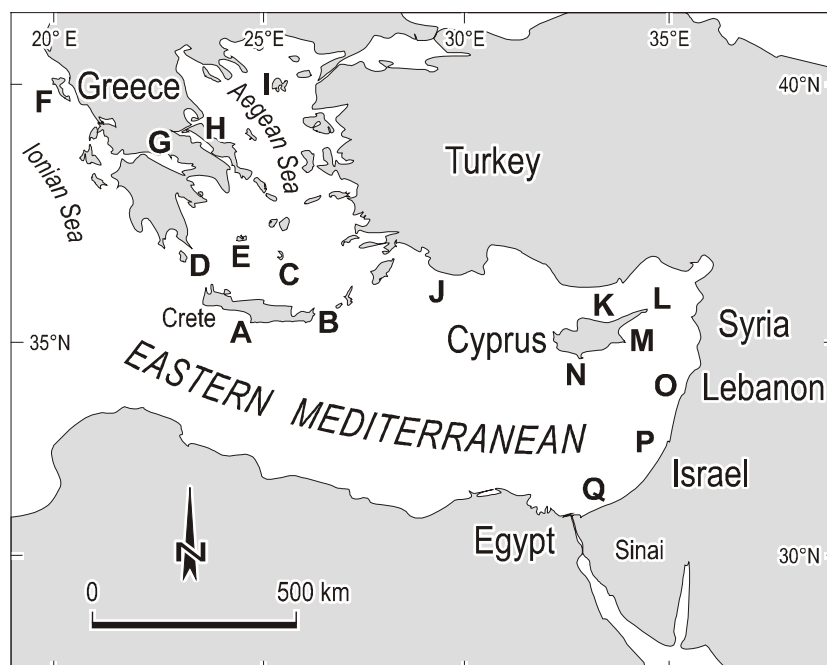 20° E
25°E
30°E
35°E
I
40°N
Greece
F
Aegean Sea
H
G
Turkey
Ionian Sea
E
D
C
J
K
L
Crete
B
A
Cyprus
M
Syria
35°N
N
O
Lebanon
EASTERN MEDITERRANEAN
P
Israel
Q
Egypt
Sinai
N
30°N
0
500 km